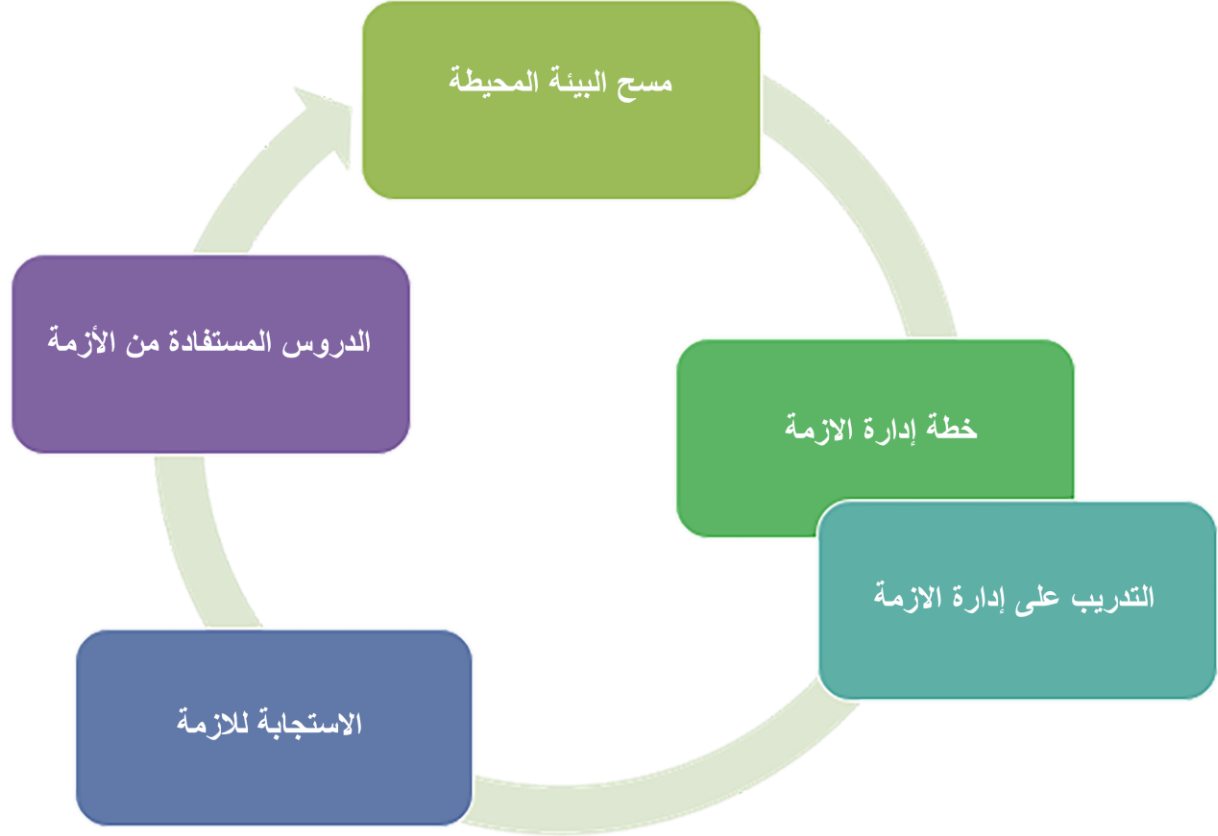 مسح البيئة المحيطة
خطة إدارة الازمة
التدريب على إدارة الازمة
الاستجابة للازمة
الدروس المستفادة من الأزمة